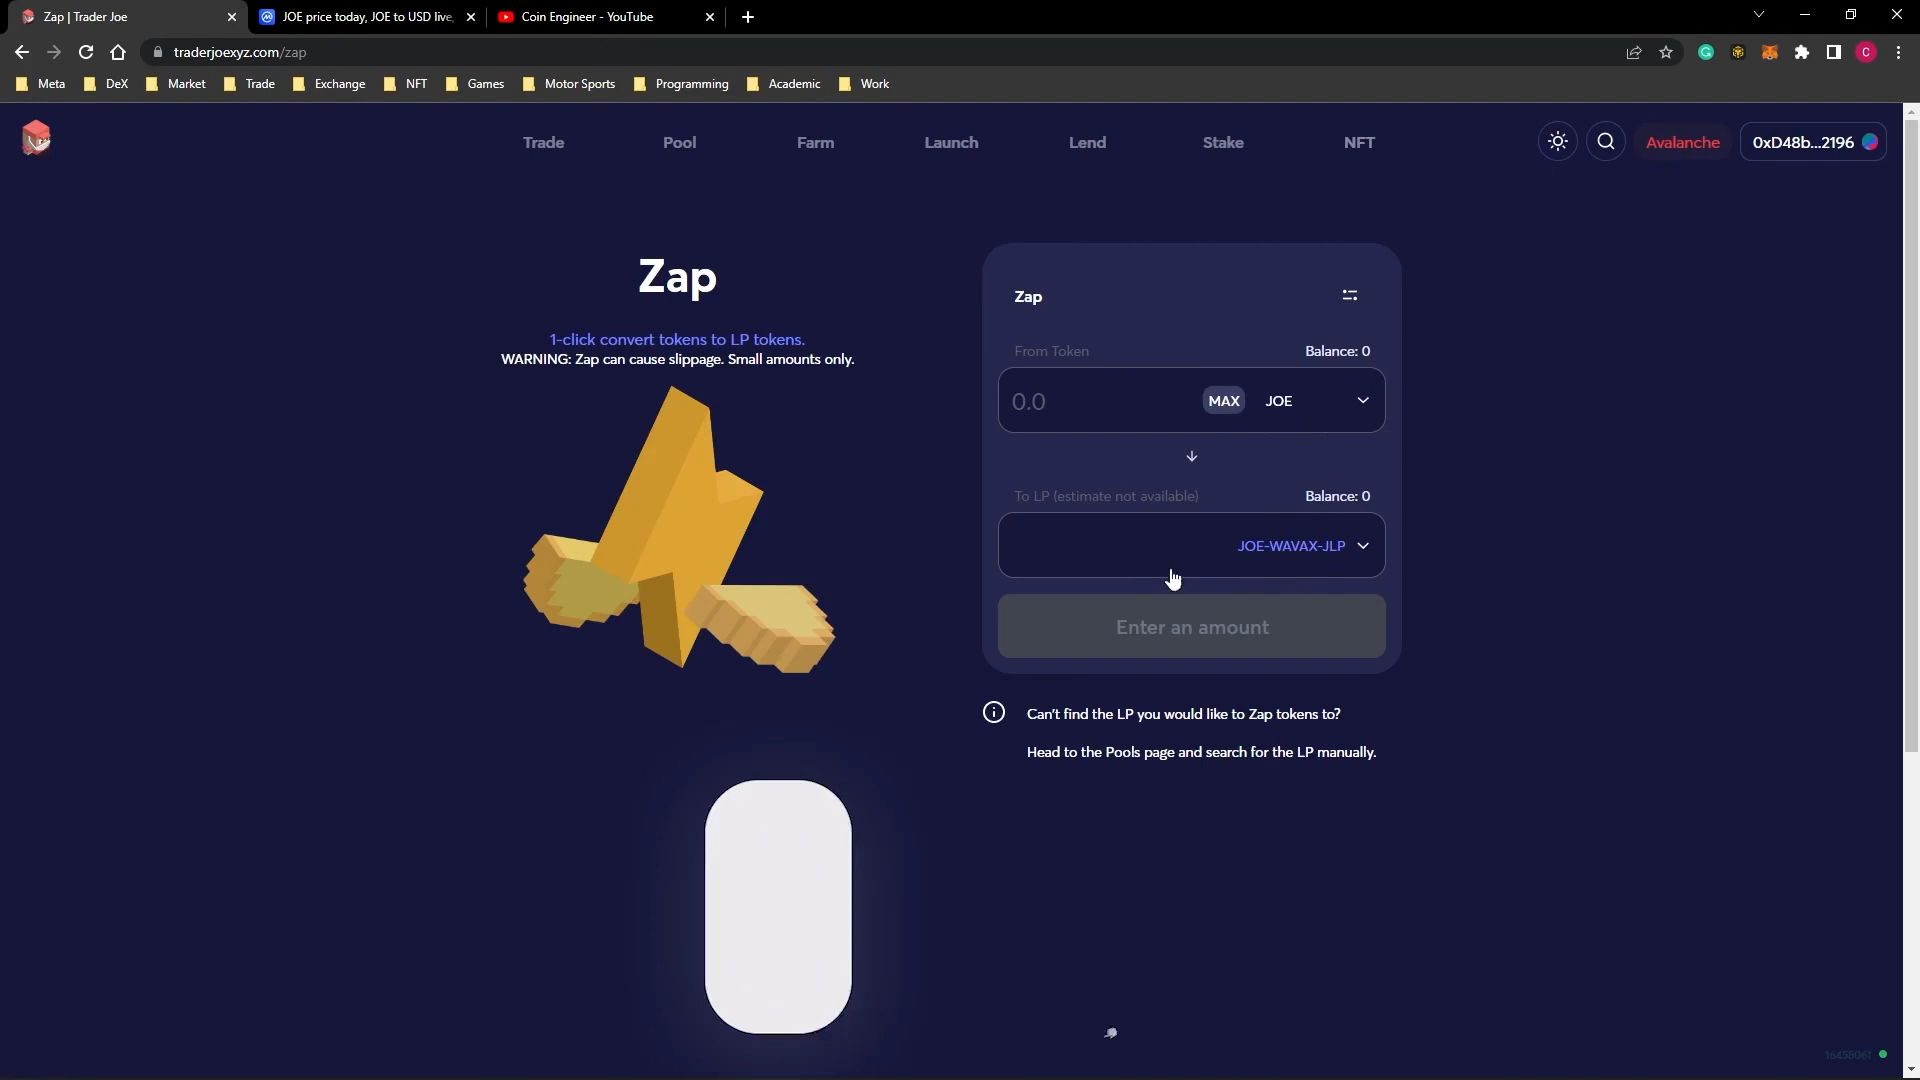 Zap | Trader Joe
JOE price today, JOE to USD live,
Coin Engineer - YouTube
traderjoexyz.com/zap
C
Meta
DeX
Market
Trade
Exchange
NFT
Games
Motor Sports
Programming
Academic
Work
Trade
Pool
Farm
Launch
Lend
Stake
NFT
Avalanche
0xD48b...2196
Zap
1-click convert tokens to LP tokens.
WARNING: Zap can cause slippage. Small amounts only.
Zap
From Token
Balance: 0
0.0
MAX
JOE
To LP (estimate not available)
Balance: 0
JOE-WAVAX-JLP
Enter an amount
Can't find the LP you would like to Zap tokens to?
Head to the Pools page and search for the LP manually.
16458061